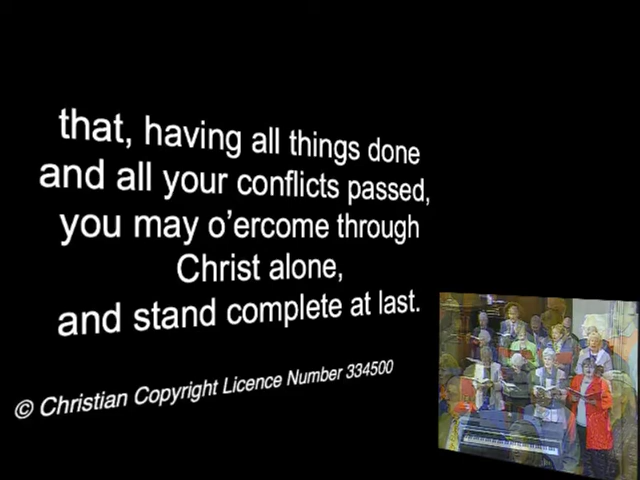 that, having all things done
and all your conflicts passed,
you may o’ercome through
Christ alone,
and stand complete at last.
© Christian Copyright Licence Number 334500